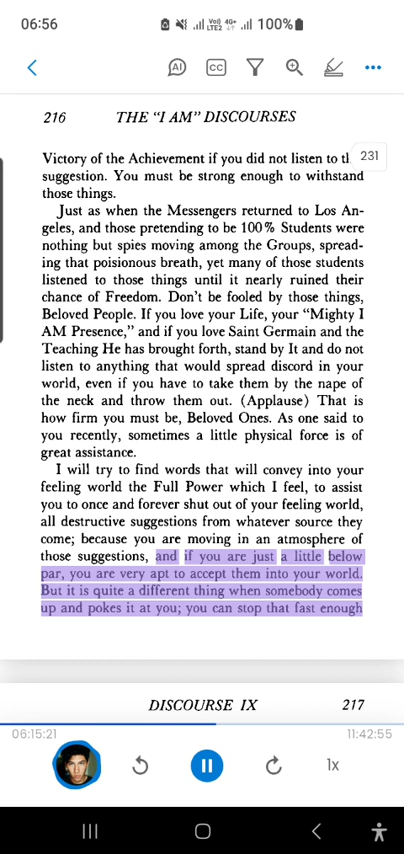 06:56
Vo)) LTE2 4G+ 100%
AI CC
216 THE “I AM” DISCOURSES
231
Victory of the Achievement if you did not listen to
suggestion. You must be strong enough to withstand
those things.
Just as when the Messengers returned to Los An-
geles, and those pretending to be 100% Students were
nothing but spies moving among the Groups, spread-
ing that poisionous breath, yet many of those students
listened to those things until it nearly ruined their
chance of Freedom. Don’t be fooled by those things,
Beloved People. If you love your Life, your “Mighty I
AM Presence,” and if you love Saint Germain and the
Teaching He has brought forth, stand by It and do not
listen to anything that would spread discord in your
world, even if you have to take them by the nape of
the neck and throw them out. (Applause) That is
how firm you must be, Beloved Ones. As one said to
you recently, sometimes a little physical force is of
great assistance.
I will try to find words that will convey into your
feeling world the Full Power which I feel, to assist
you to once and forever shut out of your feeling world,
all destructive suggestions from whatever source they
come; because you are moving in an atmosphere of
those suggestions, and if you are just a little below
par, you are very apt to accept them into your world.
But it is quite a different thing when somebody comes
up and pokes it at you; you can stop that fast enough
DISCOURSE IX 217
06:15:21 11:42:55
1x